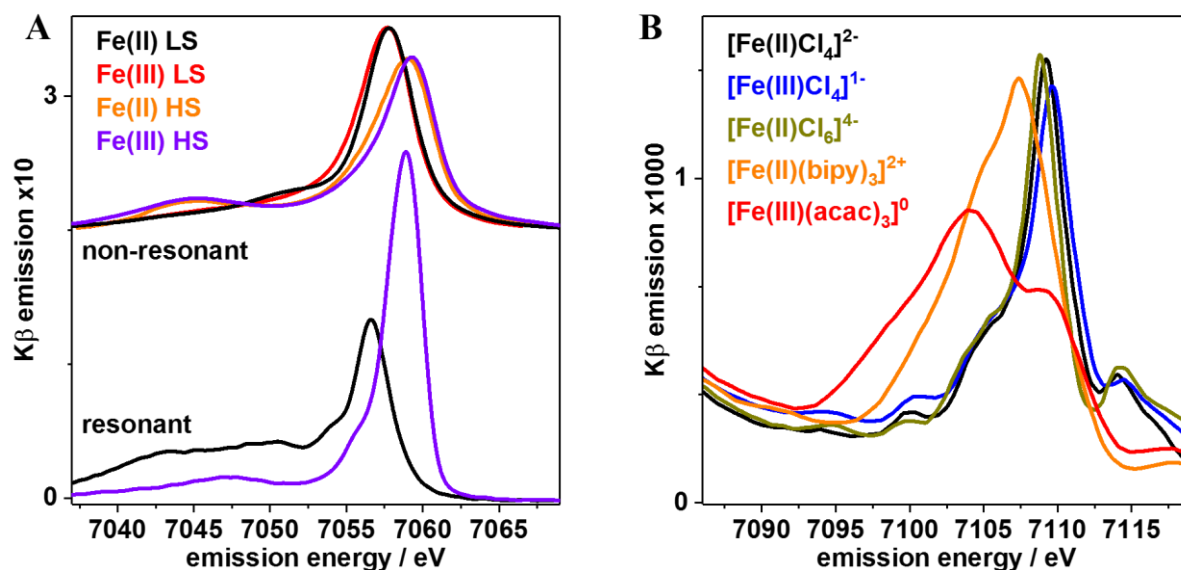 A
Fe(II) LS
Fe(III) LS
Fe(II) HS
Fe(III) HS
3
non-resonant
resonant
0
Kβ emission x10
7040 7045 7050 7055 7060 7065
emission energy / eV
B
[Fe(II)Cl₄]²⁻
[Fe(III)Cl₄]¹⁻
[Fe(II)Cl₆]⁴⁻
[Fe(II)(bipy)₃]²⁺
[Fe(III)(acac)₃]⁰
1
0
Kβ emission x1000
7090 7095 7100 7105 7110 7115
emission energy / eV